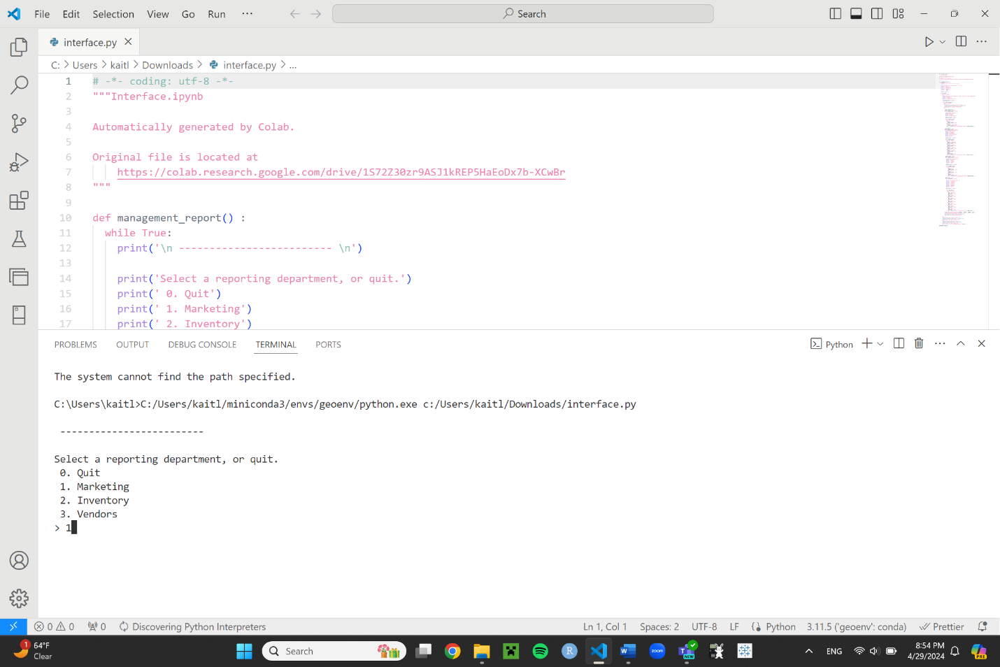 File Edit Selection View Go Run ··· Search
interface.py
C: > Users > kaitl > Downloads > interface.py > ...
1 # -*- coding: utf-8 -*-
2 """Interface.ipynb
3
4 Automatically generated by Colab.
5
6 Original file is located at
7 https://colab.research.google.com/drive/1S72Z30zr9ASJ1kREP5HaEoDx7b-XCwBr
8 """
9
10 def management_report() :
11 while True:
12 print('\n ------------------------- \n')
13
14 print('Select a reporting department, or quit.')
15 print(' 0. Quit')
16 print(' 1. Marketing')
17 print(' 2. Inventory')
PROBLEMS OUTPUT DEBUG CONSOLE TERMINAL PORTS Python
The system cannot find the path specified.
C:\Users\kaitl>C:/Users/kaitl/miniconda3/envs/geoenv/python.exe c:/Users/kaitl/Downloads/interface.py
-------------------------
Select a reporting department, or quit.
0. Quit
1. Marketing
2. Inventory
3. Vendors
> 1
0 0 0 Discovering Python Interpreters Ln 1, Col 1 Spaces: 2 UTF-8 LF Python 3.11.5 ('geoenv': conda) Prettier
1 64°F Clear
Search
R
W
zoom
T
NEW
ENG
8:54 PM
4/29/2024
PRE